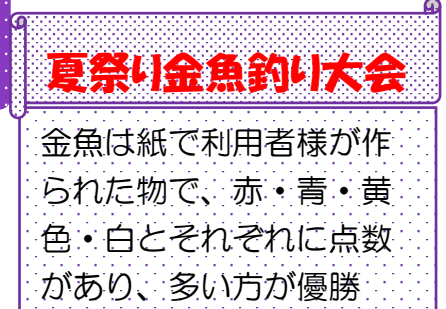 夏祭り金魚釣り大会
金魚は紙で利用者様が作
られた物で、赤・青・黄
色・白とそれぞれに点数
があり、多い方が優勝